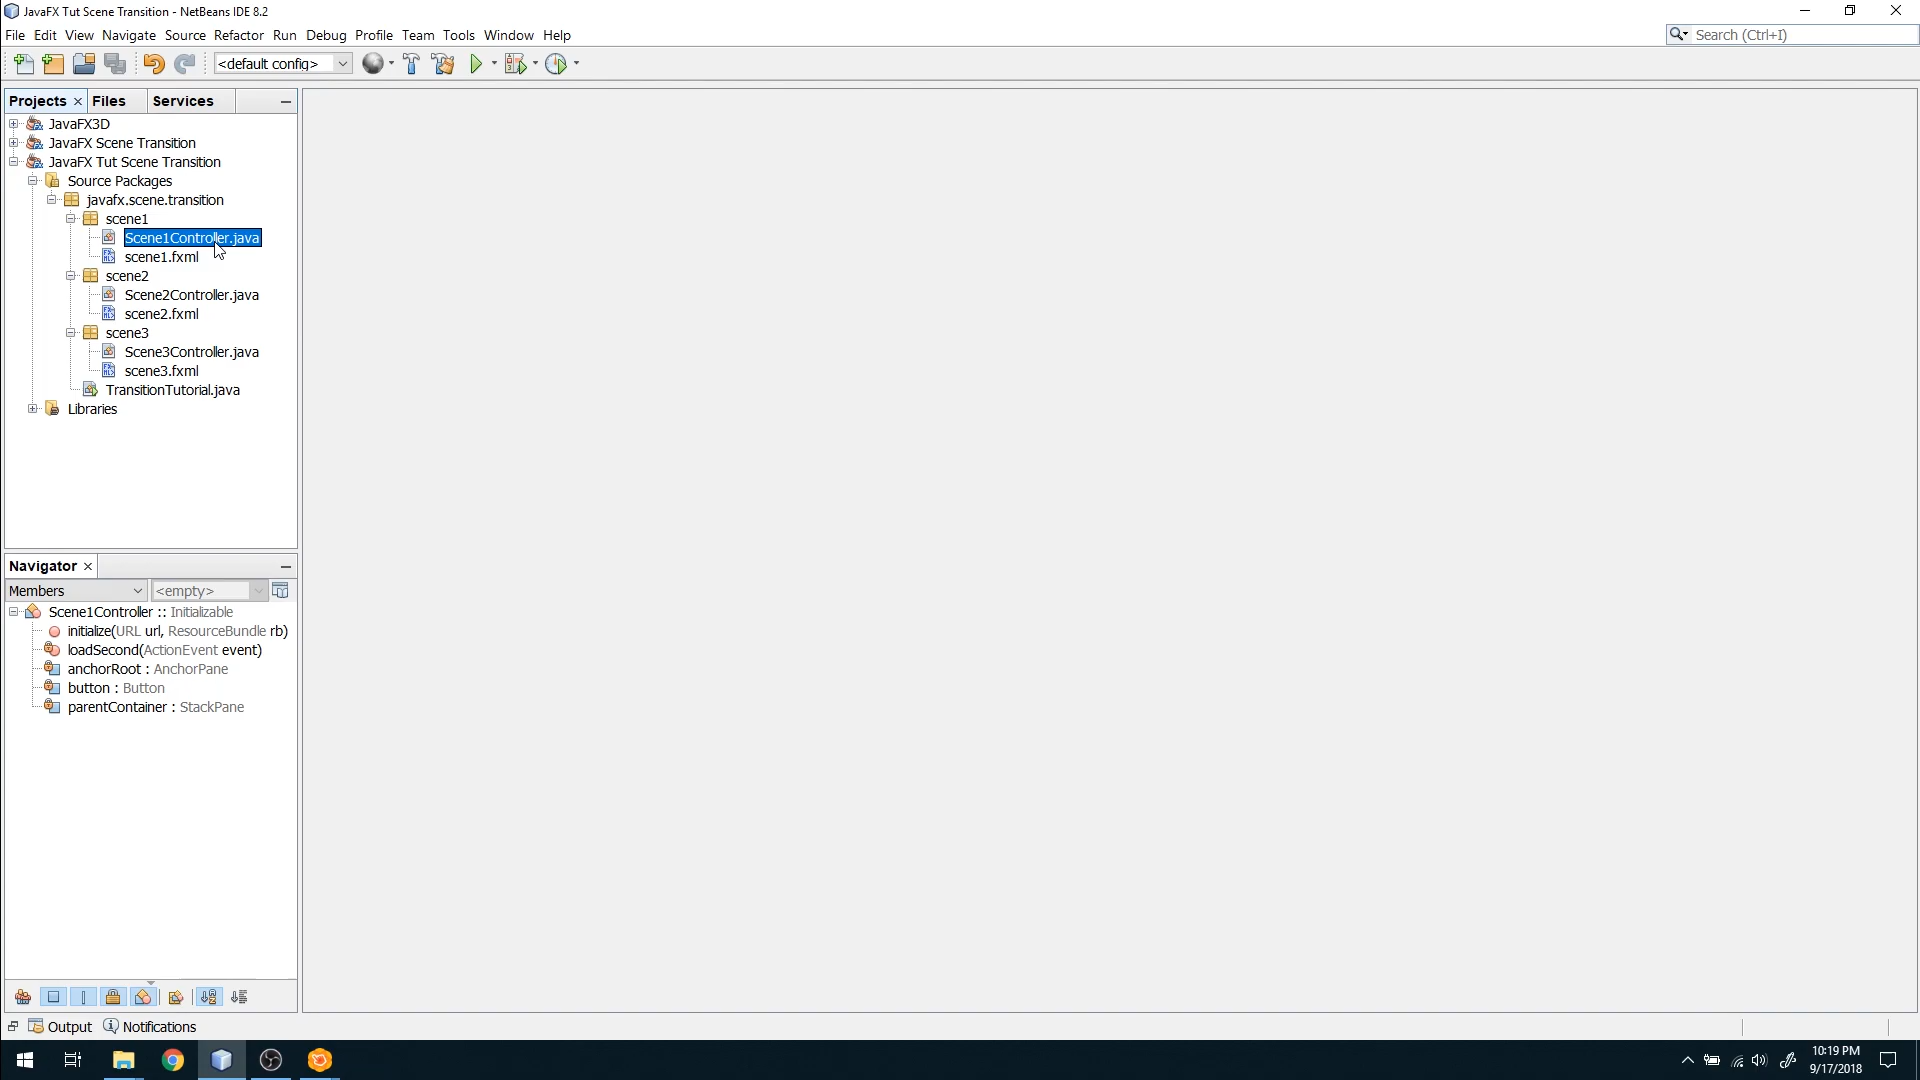 JavaFX Tut Scene Transition - NetBeans IDE 8.2
File Edit View Navigate Source Refactor Run Debug Profile Team Tools Window Help
Search (Ctrl+I)
<default config>
Projects Files Services
JavaFX3D
JavaFX Scene Transition
JavaFX Tut Scene Transition
Source Packages
javafx.scene.transition
scene1
Scene1Controller.java
scene1.fxml
scene2
Scene2Controller.java
scene2.fxml
scene3
Scene3Controller.java
scene3.fxml
TransitionTutorial.java
Libraries
Navigator
Members <empty>
Scene1Controller :: Initializable
initialize(URL url, ResourceBundle rb)
loadSecond(ActionEvent event)
anchorRoot : AnchorPane
button : Button
parentContainer : StackPane
Output Notifications
10:19 PM
9/17/2018